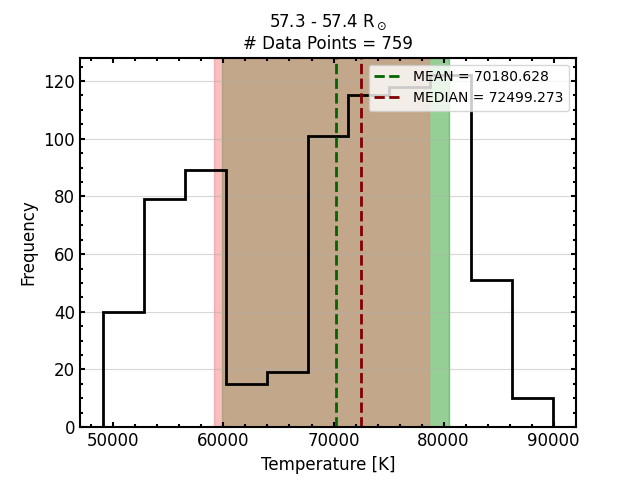 57.3 - 57.4 R⊙
# Data Points = 759
MEAN = 70180.628
MEDIAN = 72499.273
120
100
80
60
40
20
0
Frequency
50000 60000 70000 80000 90000
Temperature [K]